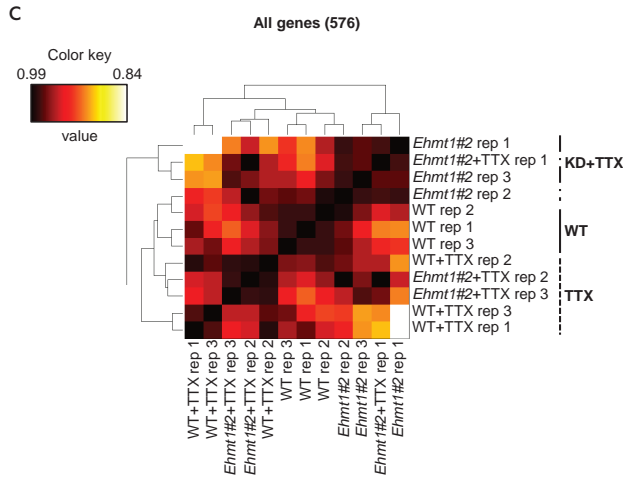 C
All genes (576)
Color key
0.99 0.84
value
Ehmt1#2 rep 1
Ehmt1#2+TTX rep 1
Ehmt1#2 rep 3
Ehmt1#2 rep 2
WT rep 2
WT rep 1
WT rep 3
WT+TTX rep 2
Ehmt1#2+TTX rep 2
Ehmt1#2+TTX rep 3
WT+TTX rep 3
WT+TTX rep 1
KD+TTX
WT
TTX
WT+TTX rep 1
WT+TTX rep 3
Ehmt1#2+TTX rep 3
Ehmt1#2+TTX rep 2
WT+TTX rep 2
WT rep 3
WT rep 1
WT rep 2
Ehmt1#2 rep 2
Ehmt1#2 rep 3
Ehmt1#2+TTX rep 1
Ehmt1#2 rep 1